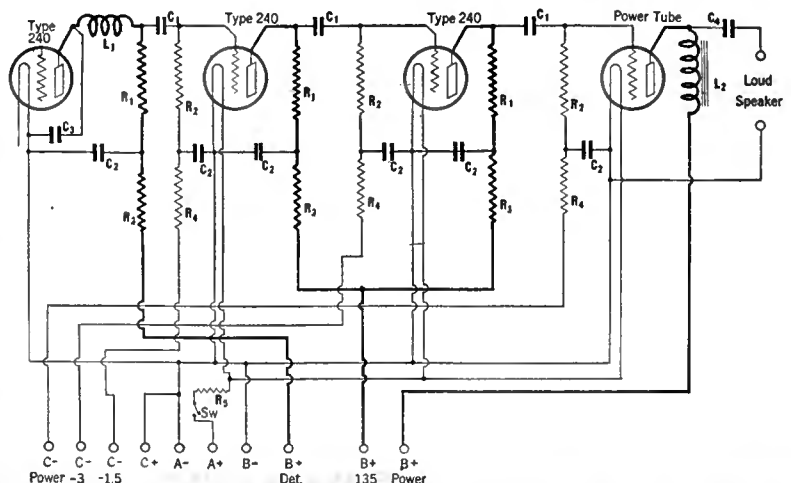 Type 240
L1
C1
Type 240
C1
Type 240
C1
Power Tube
C4
L2
Loud Speaker
R1
R2
R1
R2
R1
R2
C3
C2
C2
C2
C2
C2
C2
R3
R4
R3
R4
R3
R4
R5
Sw
C- Power
C- -3
C- -1.5
C+
A-
A+
B-
B+ Det.
B+ 135
B+ Power